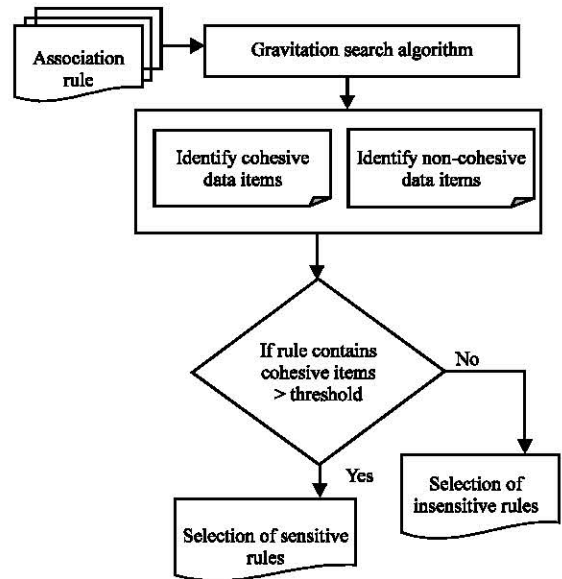 Association
rule
Gravitation search algorithm
Identify cohesive
data items
Identify non-cohesive
data items
If rule contains
cohesive items
> threshold
No
Yes
Selection of
insensitive rules
Selection of sensitive
rules